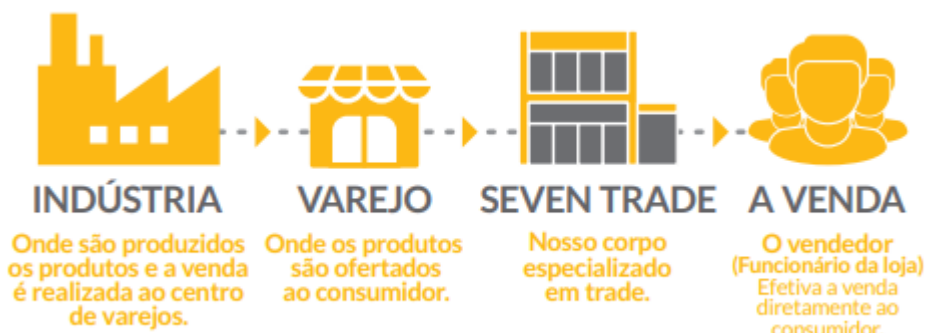 INDÚSTRIA
Onde são produzidos
os produtos e a venda
é realizada ao centro
de varejos.
VAREJO
Onde os produtos
são ofertados
ao consumidor.
SEVEN TRADE
Nosso corpo
especializado
em trade.
A VENDA
O vendedor
(Funcionário da loja)
Efetiva a venda
diretamente ao
consumidor